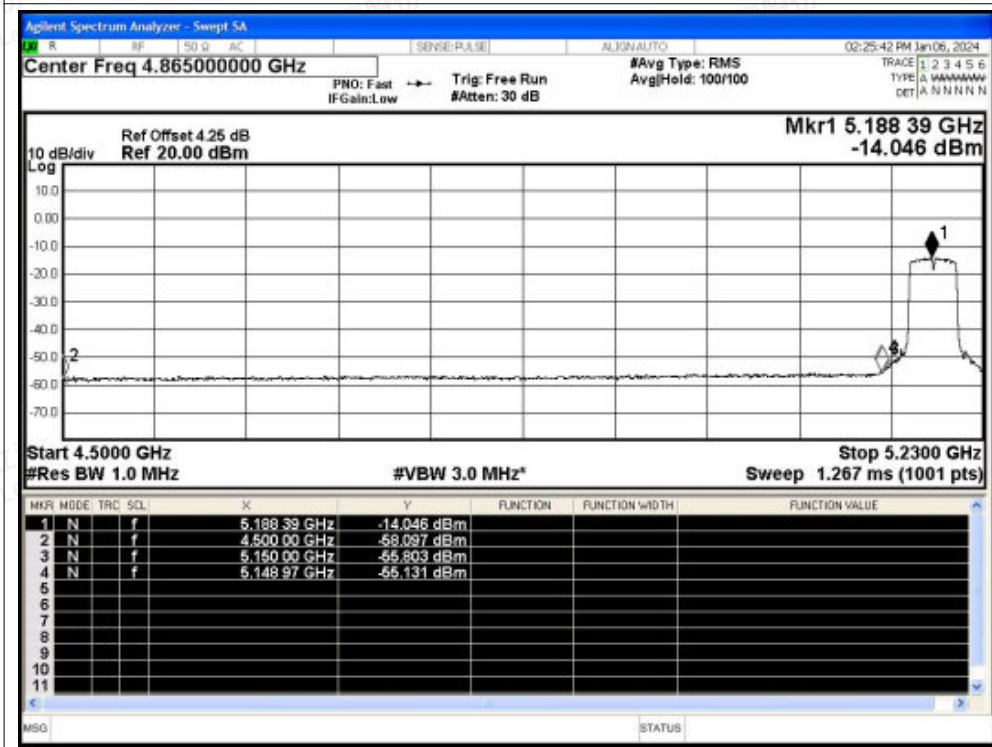 Agilent Spectrum Analyzer - Swept SA
LXI R RF 50 Ω AC SENSE:PULSE ALIGN AUTO 02:25:42 PM Jan 06, 2024
Center Freq 4.865000000 GHz #Avg Type: RMS TRACE 1 2 3 4 5 6
PNO: Fast Trig: Free Run Avg|Hold: 100/100 TYPE A WWWWW
IFGain:Low #Atten: 30 dB DET A N N N N N
Mkr1 5.188 39 GHz
Ref Offset 4.25 dB
10 dB/div Ref 20.00 dBm -14.046 dBm
Log
10.0
0.00
1
-10.0
-20.0
-30.0
-40.0
-50.0 2
-60.0
-70.0
Start 4.5000 GHz Stop 5.2300 GHz
#Res BW 1.0 MHz #VBW 3.0 MHz* Sweep 1.267 ms (1001 pts)
MKR MODE TRC SCL X Y FUNCTION FUNCTION WIDTH FUNCTION VALUE
1 N f 5.188 39 GHz -14.046 dBm
2 N f 4.500 00 GHz -58.097 dBm
3 N f 5.150 00 GHz -55.803 dBm
4 N f 5.148 97 GHz -55.131 dBm
5
6
7
8
9
10
11
MSG STATUS